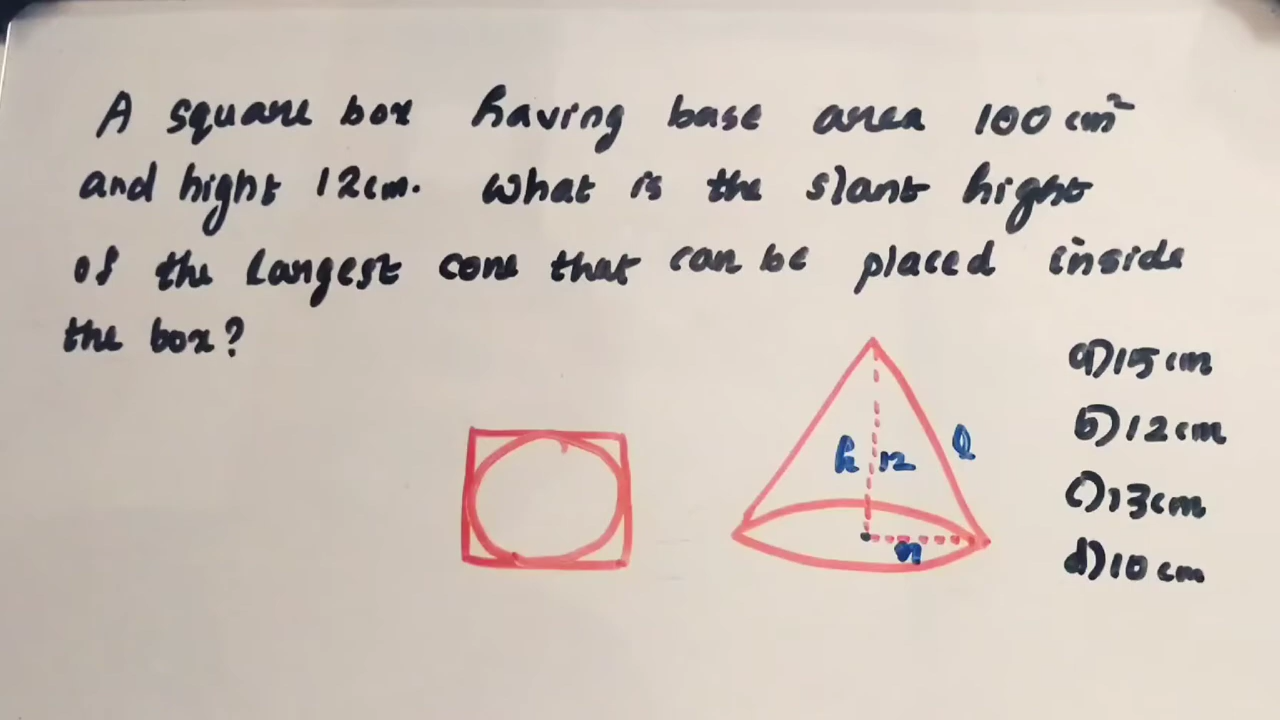 A square box having base area 100 cm²
and hight 12cm. What is the slant hight
of the largest cone that can be placed inside
the box?
a) 15 cm
b) 12 cm
c) 13 cm
d) 10 cm
h 12 l
r